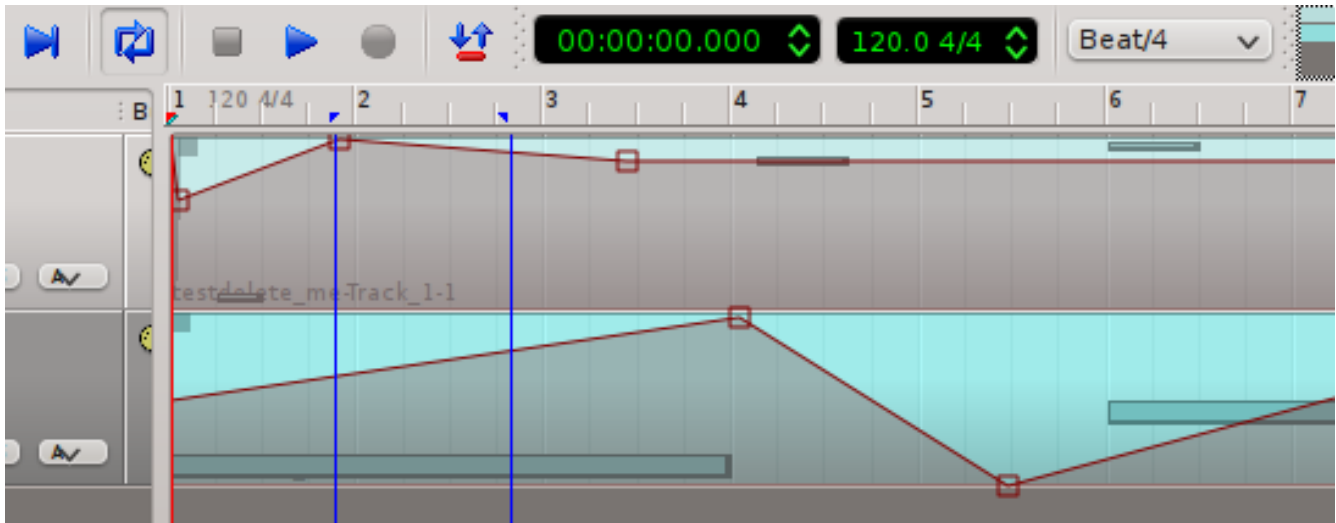 00:00:00.000 120.0 4/4 Beat/4
B 1 120 4/4 2 3 4 5 6 7
A
testdelete_me-Track_1-1
A